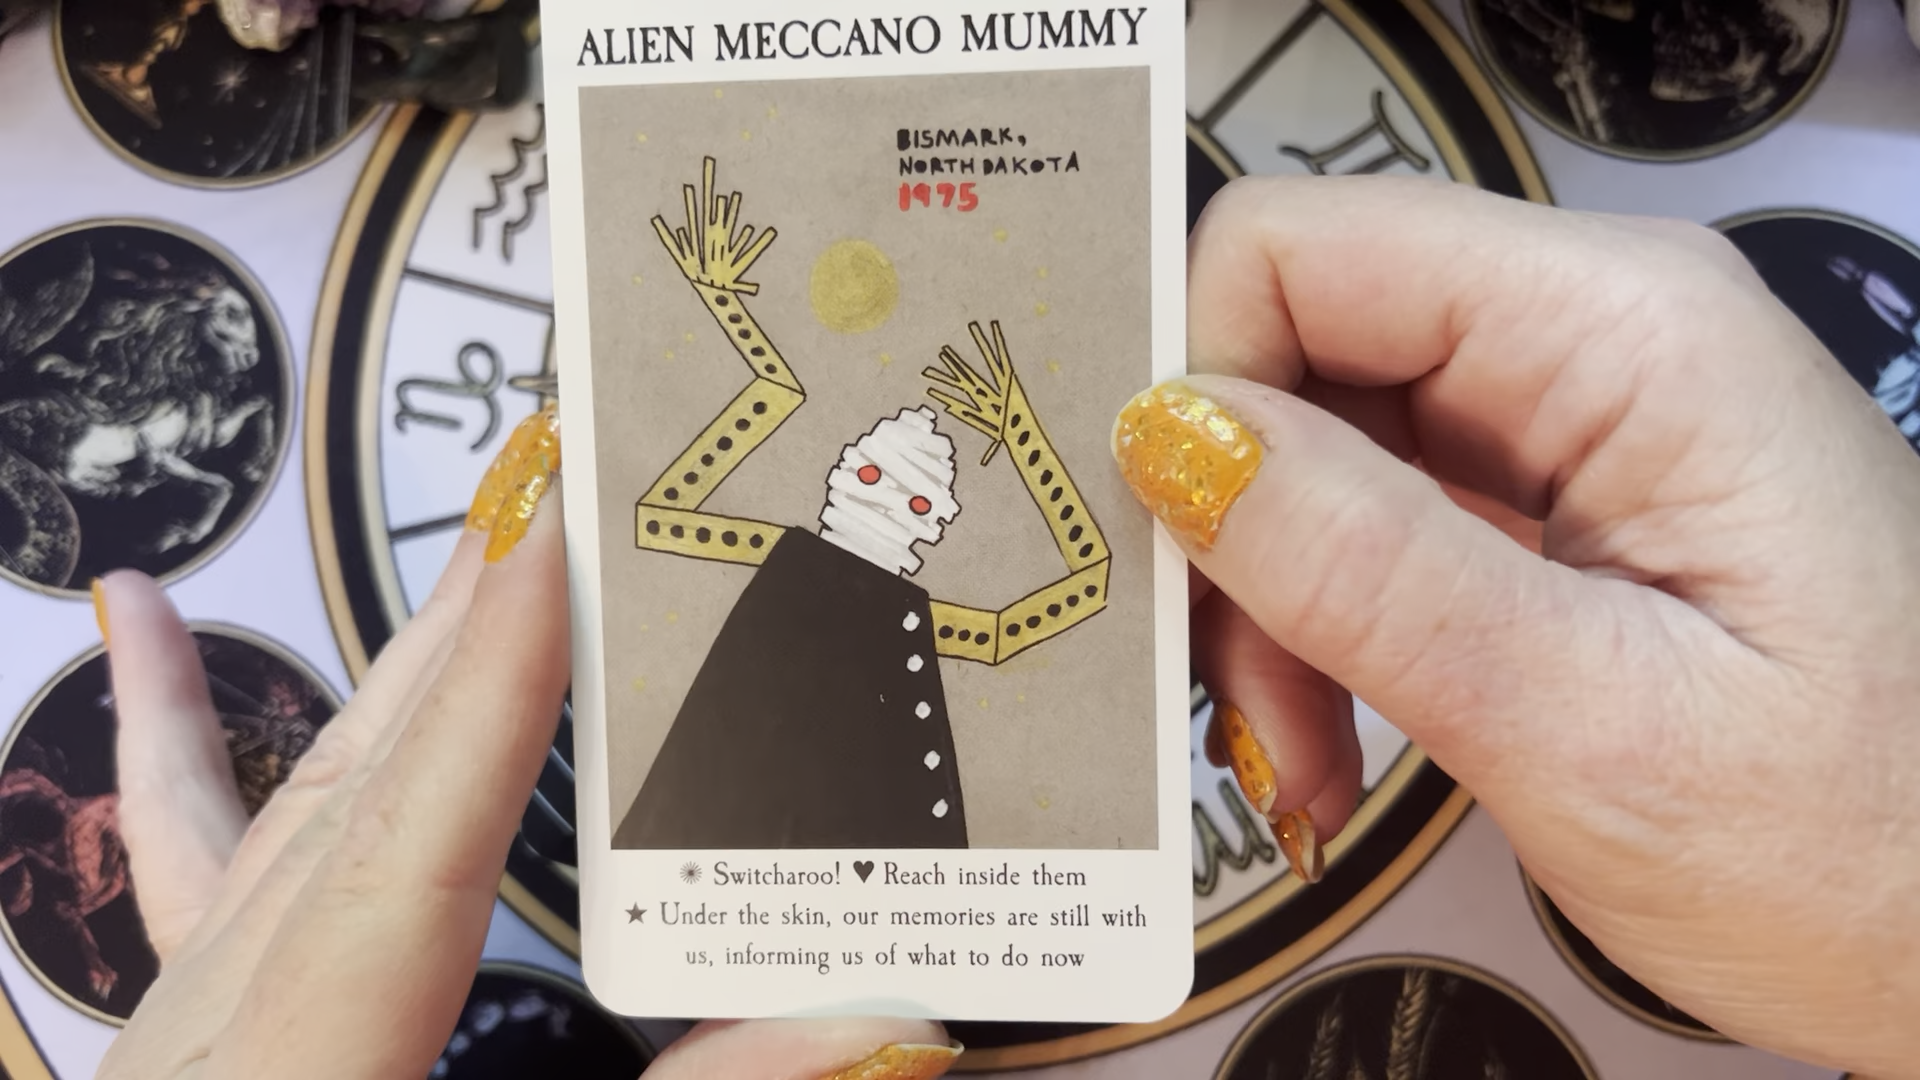 ALIEN MECCANO MUMMY
BISMARK,
NORTH DAKOTA
1975
Switcharoo! ♥ Reach inside them
★ Under the skin, our memories are still with
us, informing us of what to do now